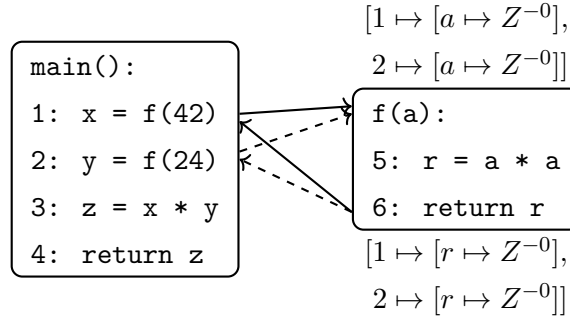 [1 ↦ [a ↦ Z⁻⁰],
2 ↦ [a ↦ Z⁻⁰]]
main():
1: x = f(42)
2: y = f(24)
3: z = x * y
4: return z
f(a):
5: r = a * a
6: return r
[1 ↦ [r ↦ Z⁻⁰],
2 ↦ [r ↦ Z⁻⁰]]